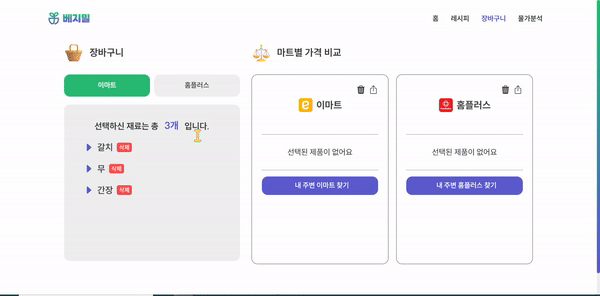 베지밀
홈 레시피 장바구니 물가분석
장바구니
이마트 홈플러스
선택하신 재료는 총 3개 입니다.
갈치 삭제
무 삭제
간장 삭제
마트별 가격 비교
이마트
선택된 제품이 없어요
내 주변 이마트 찾기
홈플러스
선택된 제품이 없어요
내 주변 홈플러스 찾기